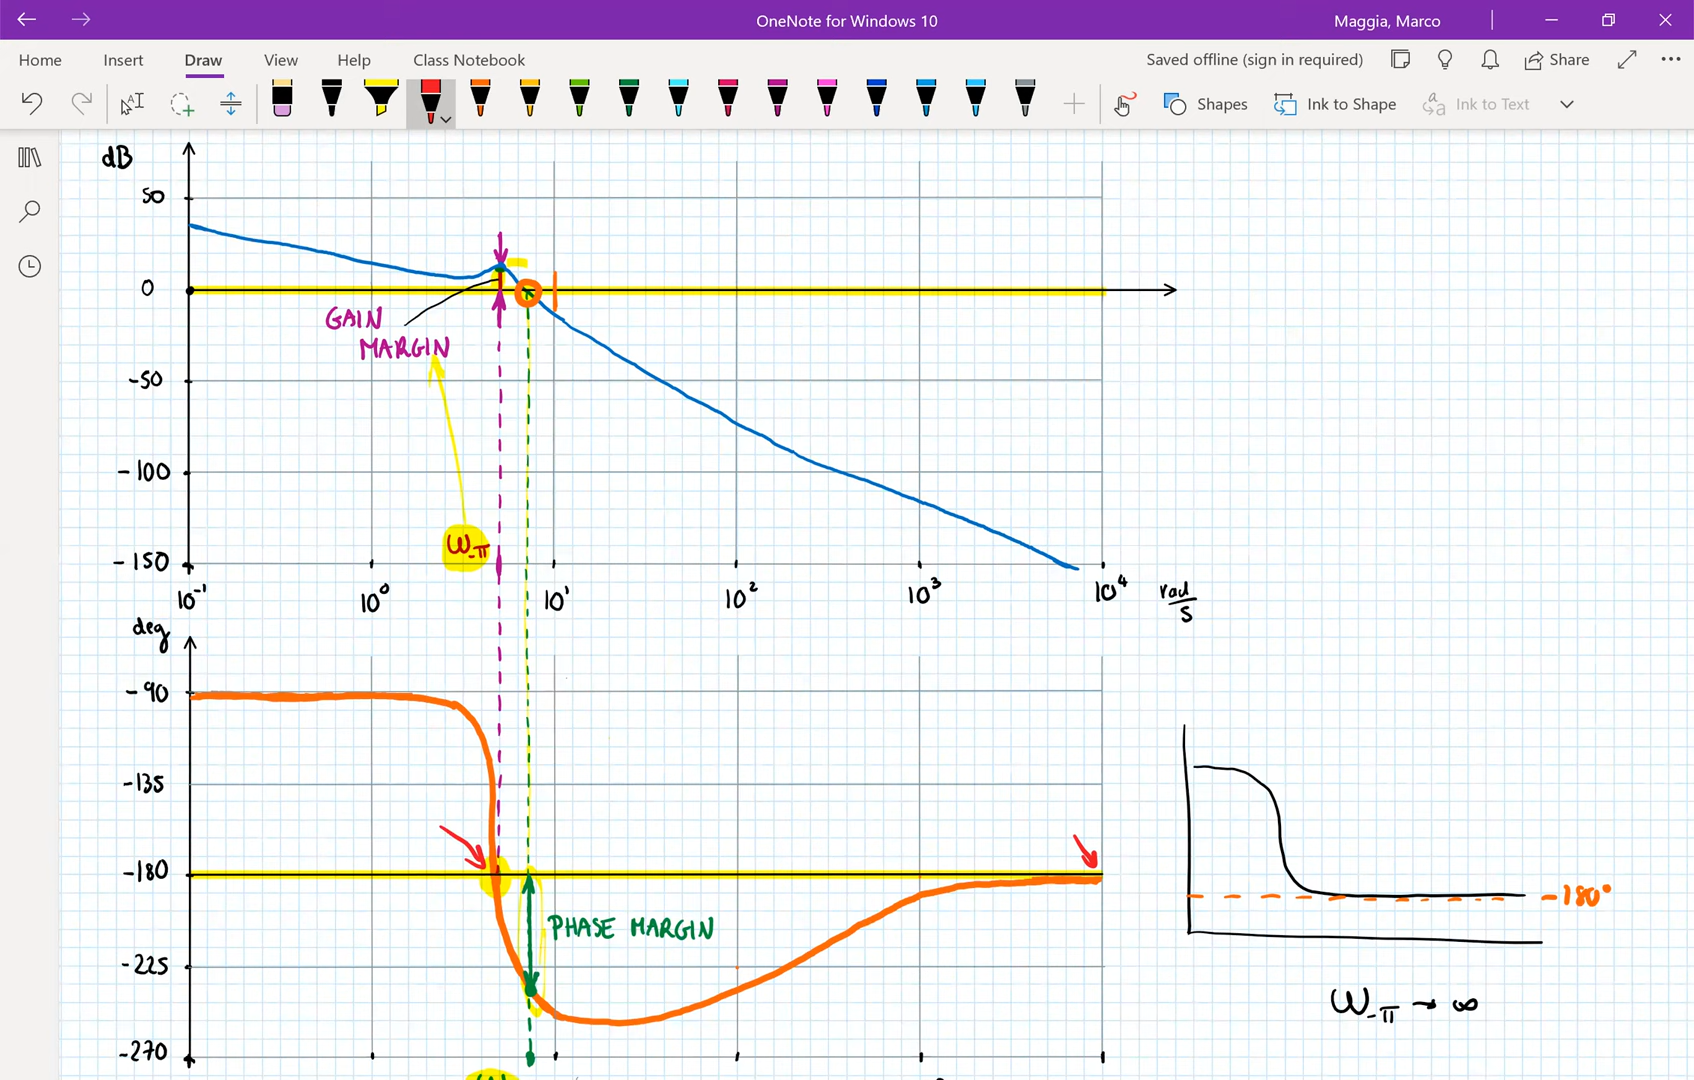 OneNote for Windows 10
Maggia, Marco
Home Insert Draw View Help Class Notebook
Saved offline (sign in required) Share
Shapes Ink to Shape Ink to Text
dB
50
0
GAIN
MARGIN
-50
-100
ω-π
-150
10⁻¹ 10⁰ 10¹ 10² 10³ 10⁴ rad/s
deg
-90
-135
-180
-180°
PHASE MARGIN
-225
ω-π → ∞
-270